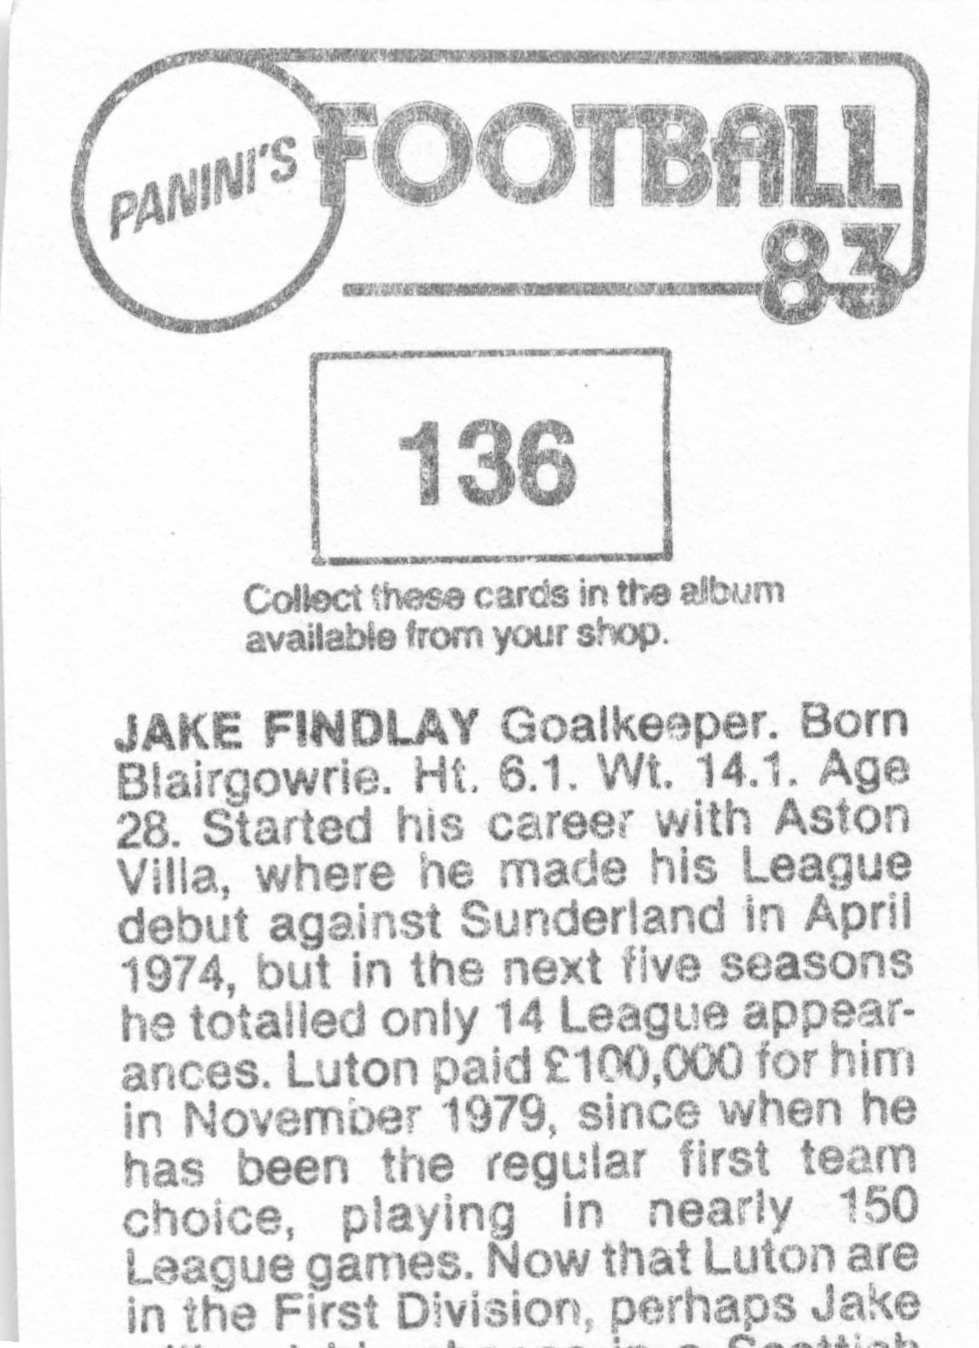 PANINI'S FOOTBALL
83
136
Collect these cards in the album
available from your shop.
JAKE FINDLAY Goalkeeper. Born
Blairgowrie. Ht. 6.1. Wt. 14.1. Age
28. Started his career with Aston
Villa, where he made his League
debut against Sunderland in April
1974, but in the next five seasons
he totalled only 14 League appear-
ances. Luton paid £100,000 for him
in November 1979, since when he
has been the regular first team
choice, playing in nearly 150
League games. Now that Luton are
in the First Division, perhaps Jake
in a Scottish